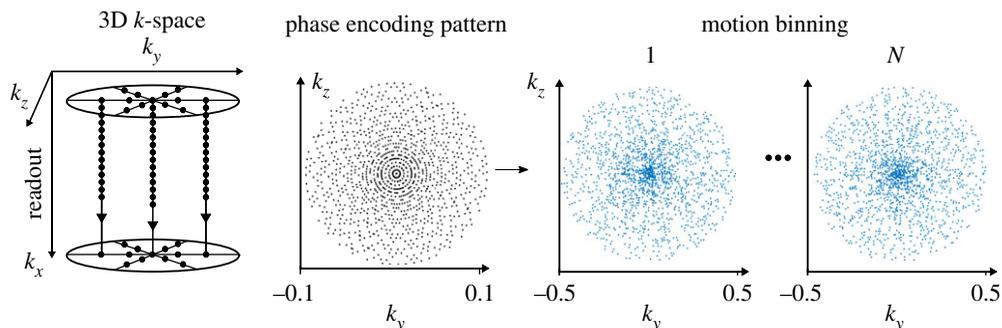 3D k-space
k_y
k_z
readout
k_x
phase encoding pattern
k_z
−0.1 0.1
k_y
motion binning
1
k_z
−0.5 0.5
k_y
N
−0.5 0.5
k_y